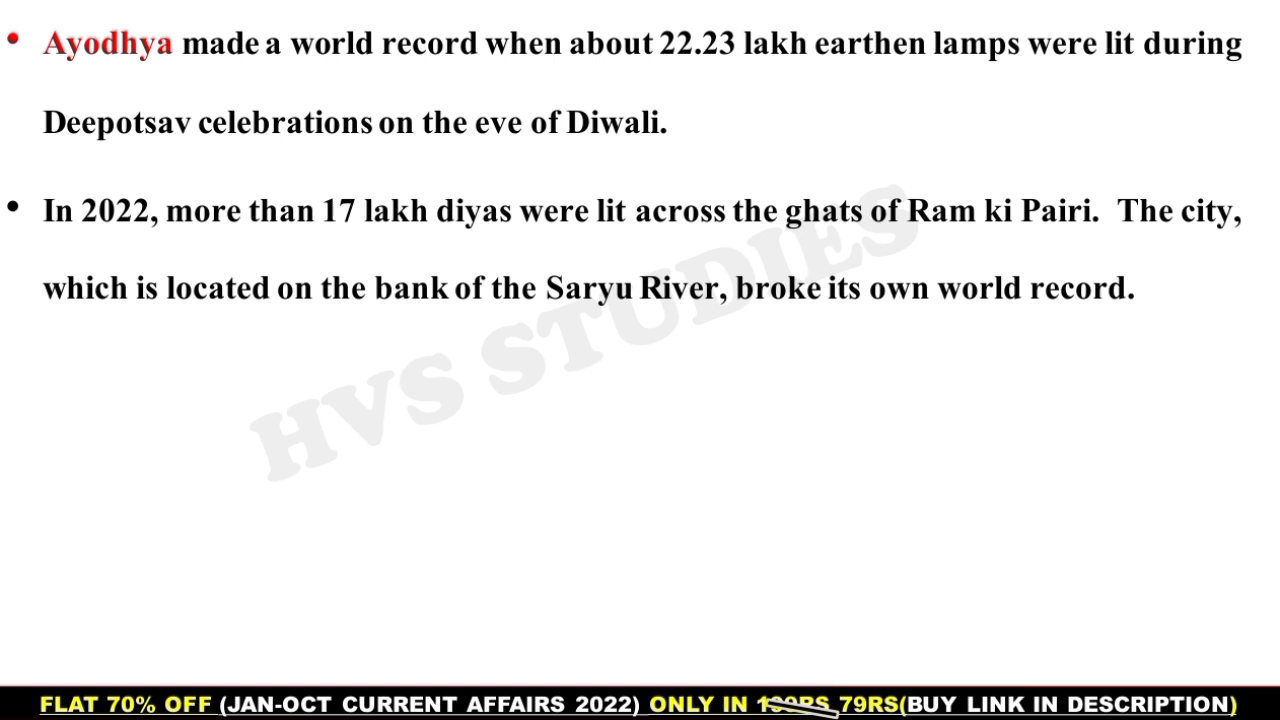 • Ayodhya made a world record when about 22.23 lakh earthen lamps were lit during
Deepotsav celebrations on the eve of Diwali.
• In 2022, more than 17 lakh diyas were lit across the ghats of Ram ki Pairi. The city,
which is located on the bank of the Saryu River, broke its own world record.
HVS STUDIES
FLAT 70% OFF (JAN-OCT CURRENT AFFAIRS 2022) ONLY IN 79RS(BUY LINK IN DESCRIPTION)